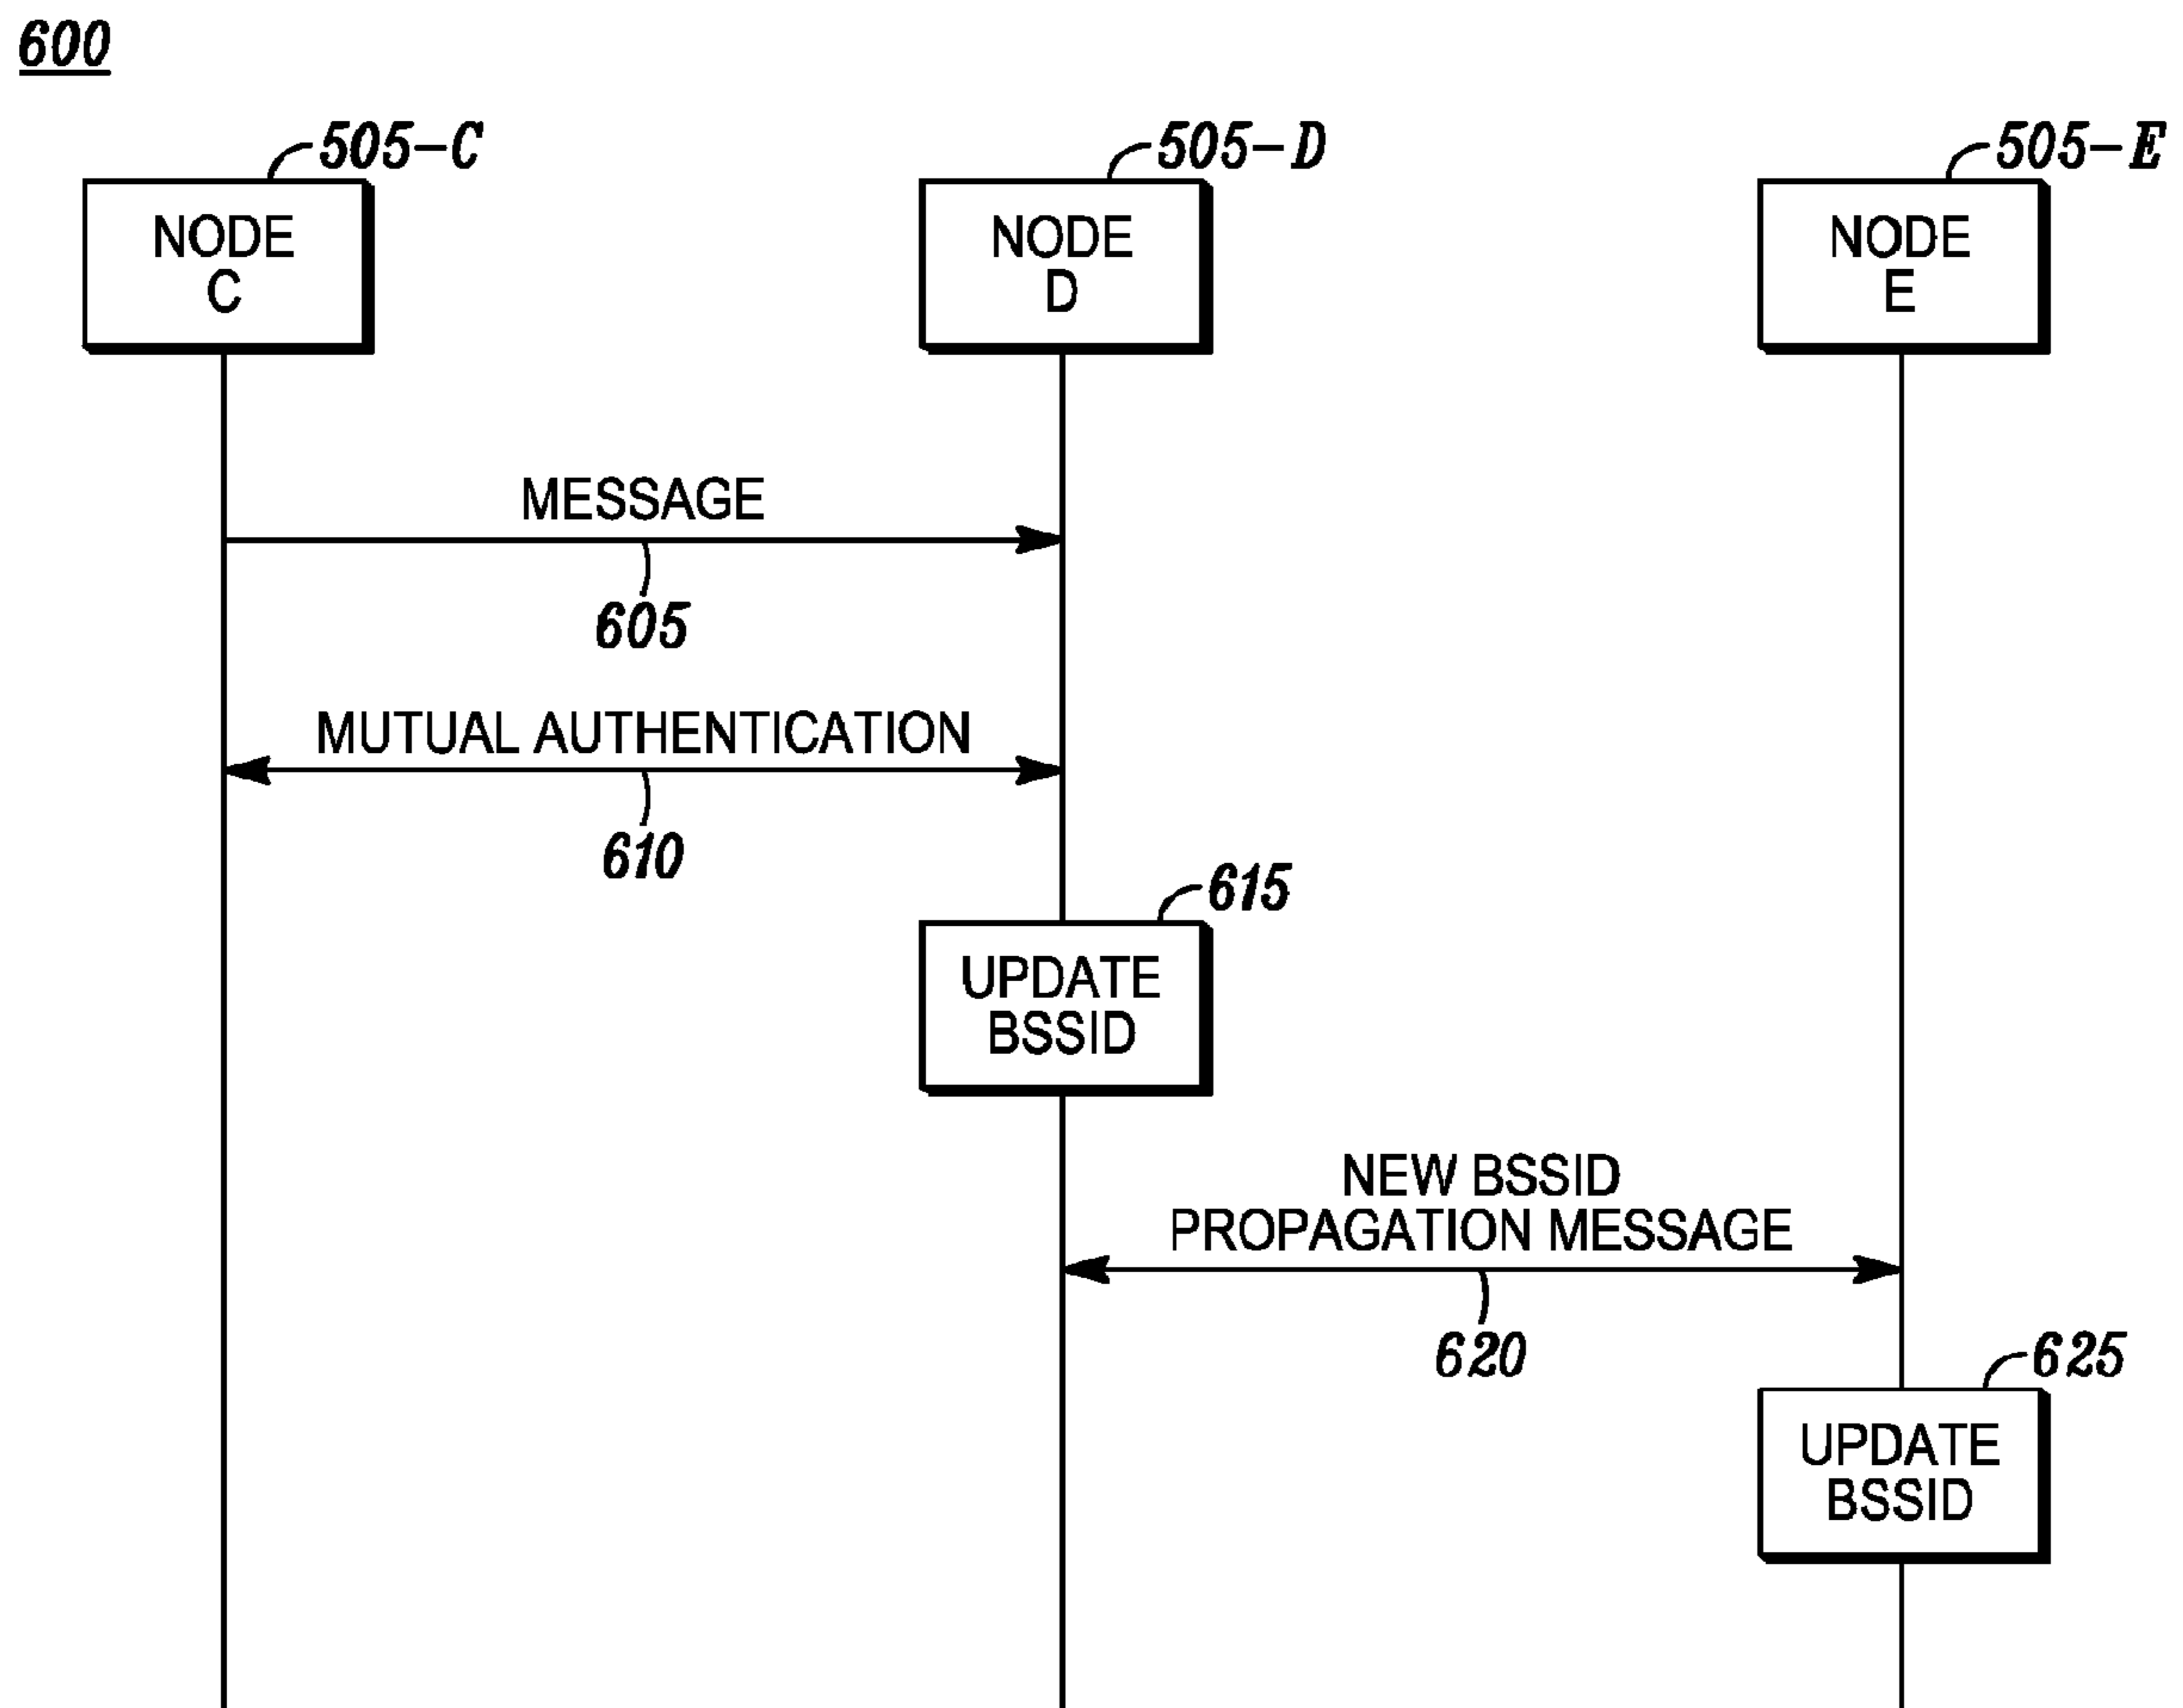 600
505-C
505-D
505-E
NODE
C
NODE
D
NODE
E
MESSAGE
605
MUTUAL AUTHENTICATION
610
615
UPDATE
BSSID
NEW BSSID
PROPAGATION MESSAGE
620
625
UPDATE
BSSID